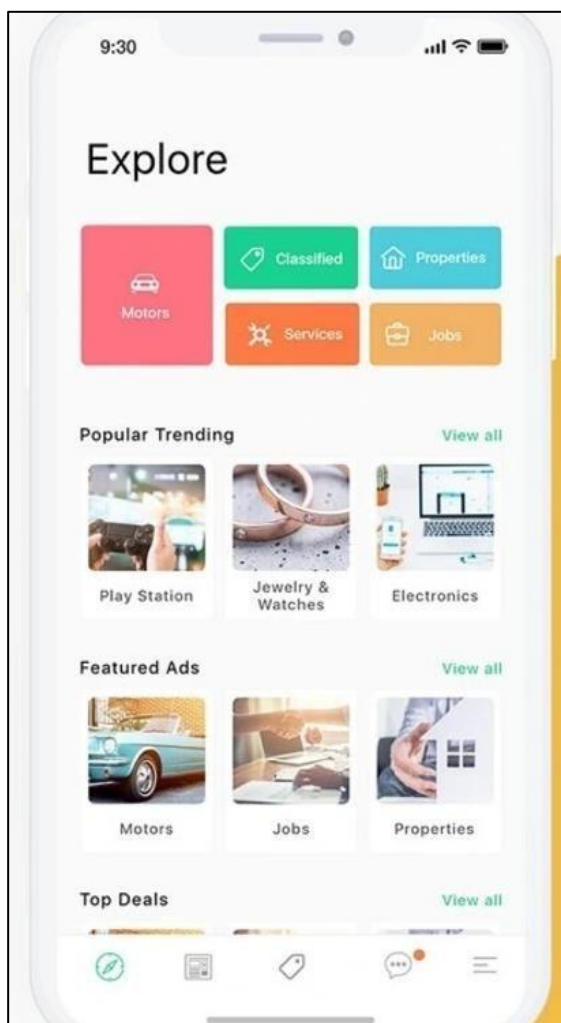 9:30
Explore
Motors
Classified
Properties
Services
Jobs
Popular Trending
View all
Play Station
Jewelry &
Watches
Electronics
Featured Ads
View all
Motors
Jobs
Properties
Top Deals
View all